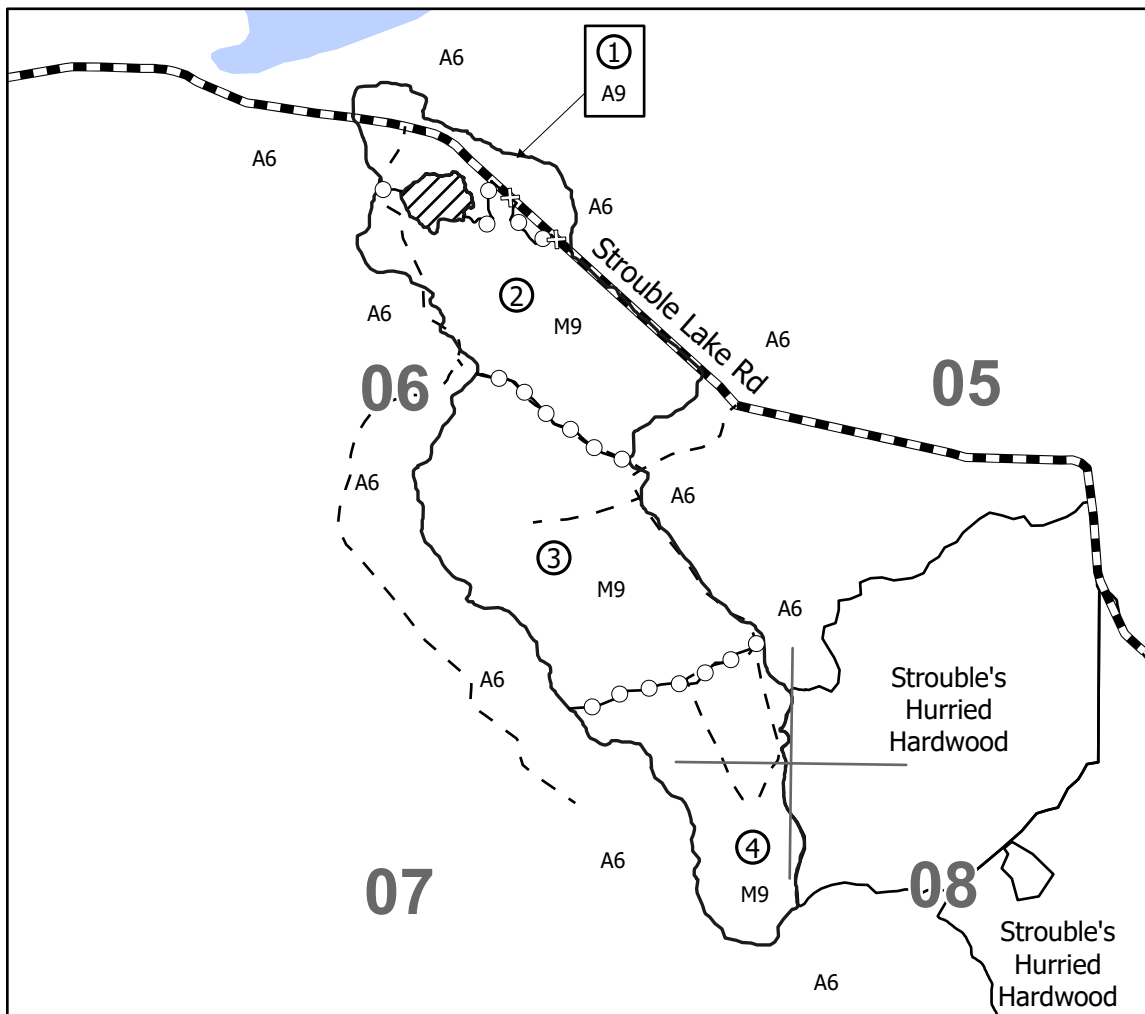 A6
1
A9
A6
A6
Strouble Lake Rd
2
M9
A6
A6
06
05
A6
A6
3
M9
A6
A6
Strouble's
Hurried
Hardwood
4
A6
M9
07
08
Strouble's
Hurried
Hardwood
A6